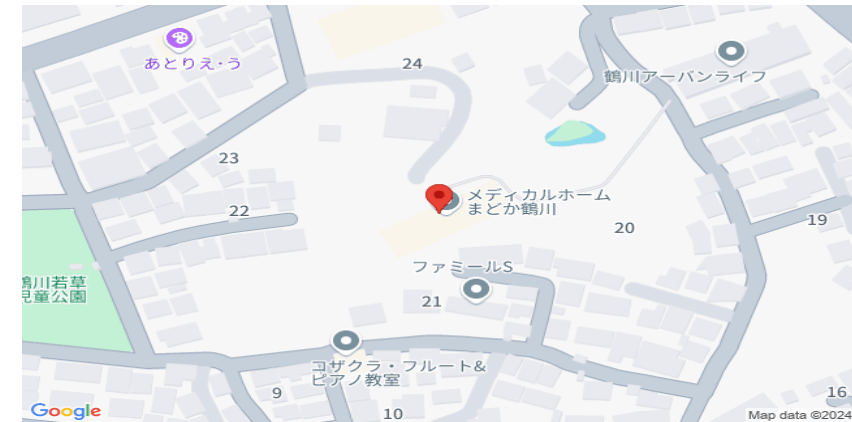 あとりえ・う
24
鶴川アーバンライフ
23
メディカルホーム
まどか鶴川
22
20
19
ファミールS
鶴川若草
児童公園
21
コザクラ・フルート&
ピアノ教室
9
10
16
Google
Map data ©2024